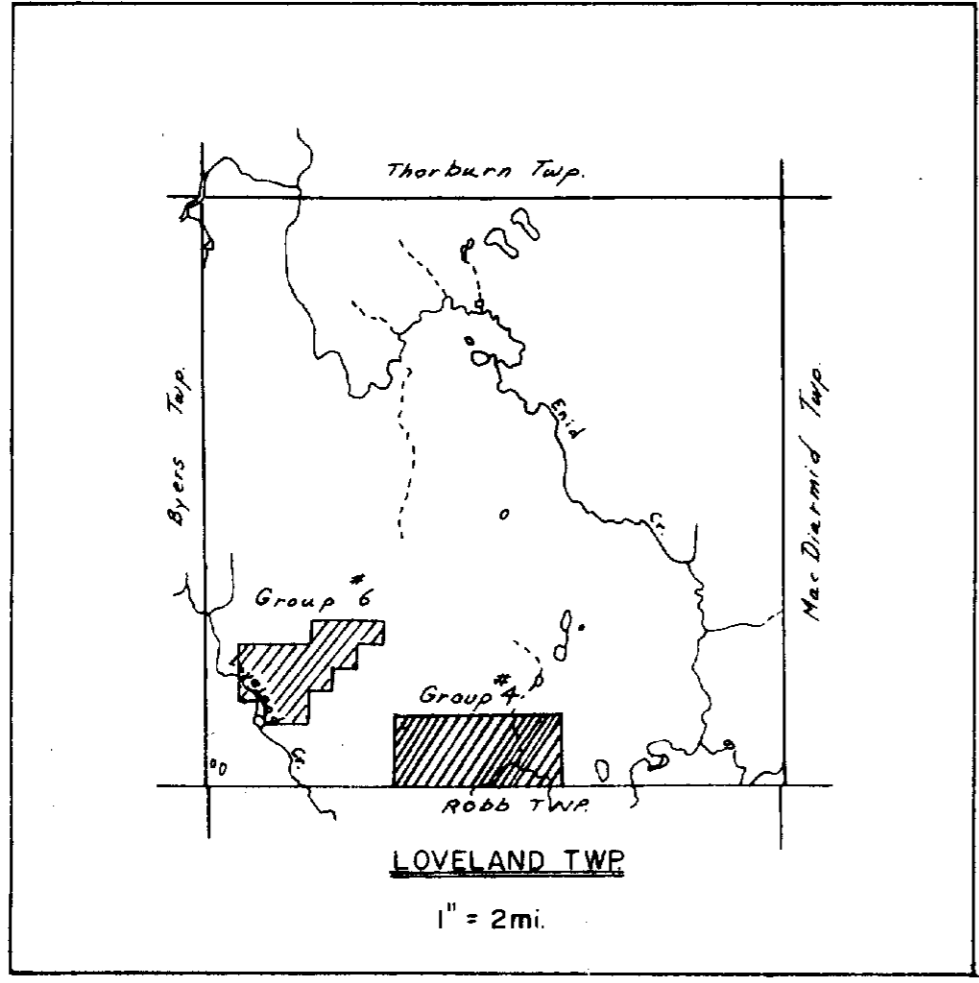 Thorburn Twp.
Byers Twp.
Mac Diarmid Twp.
Enid
Cr.
Group #6
Group #4
Cr.
Robb TWP.
LOVELAND TWP.
1" = 2mi.